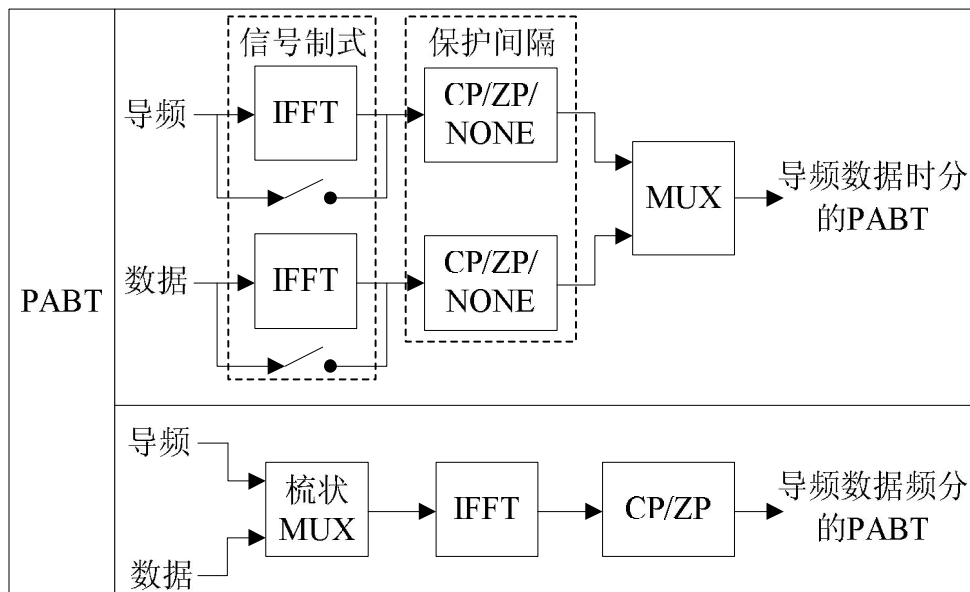 PABT
信号制式
保护间隔
导频
IFFT
CP/ZP/
NONE
MUX
导频数据时分
的PABT
数据
IFFT
CP/ZP/
NONE
导频
数据
梳状
MUX
IFFT
CP/ZP
导频数据频分
的PABT